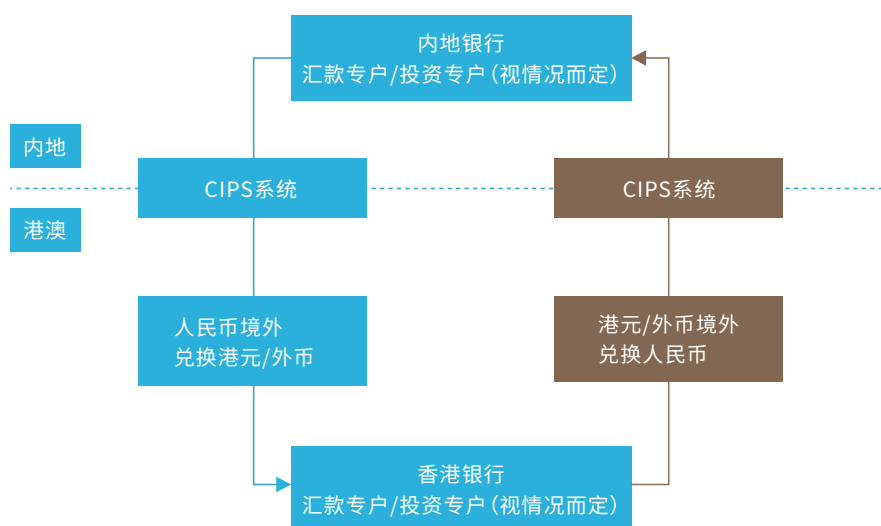 内地银行
汇款专户/投资专户(视情况而定)
内地
CIPS系统
CIPS系统
港澳
人民币境外
兑换港元/外币
港元/外币境外
兑换人民币
香港银行
汇款专户/投资专户(视情况而定)